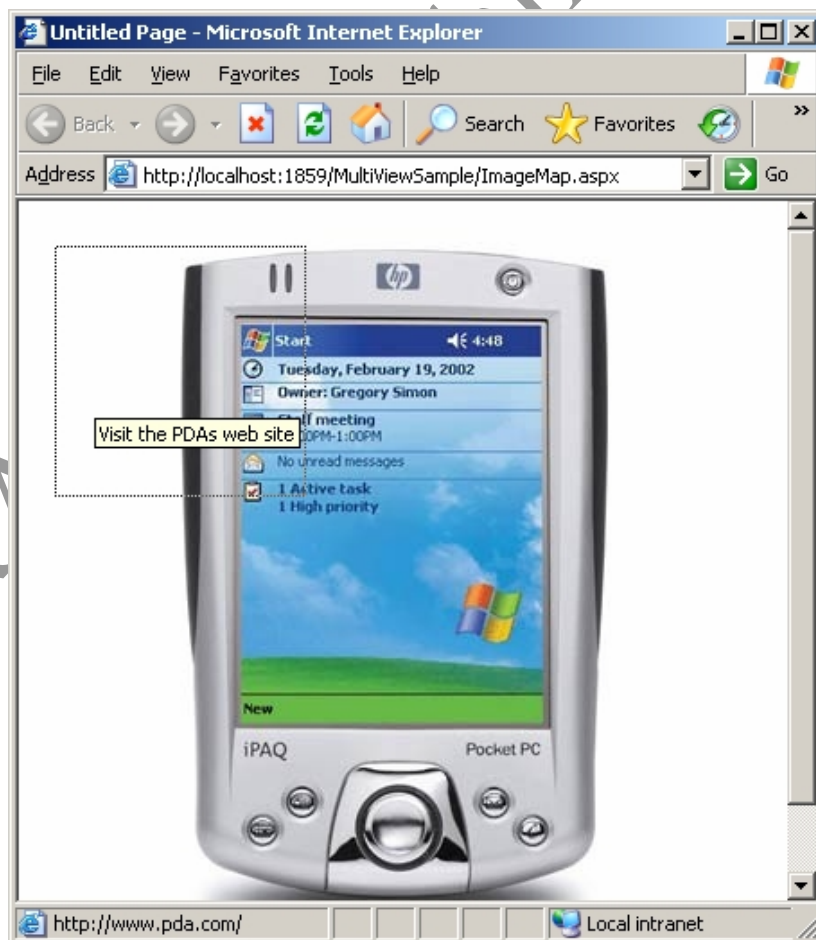 Untitled Page - Microsoft Internet Explorer
File Edit View Favorites Tools Help
Back Search Favorites »
Address http://localhost:1859/MultiViewSample/ImageMap.aspx Go
hp
Start 4:48
Tuesday, February 19, 2002
Owner: Gregory Simon
meeting
PM-1:00PM
Visit the PDAs web site
No unread messages
1 Active task
1 High priority
New
iPAQ Pocket PC
http://www.pda.com/ Local intranet